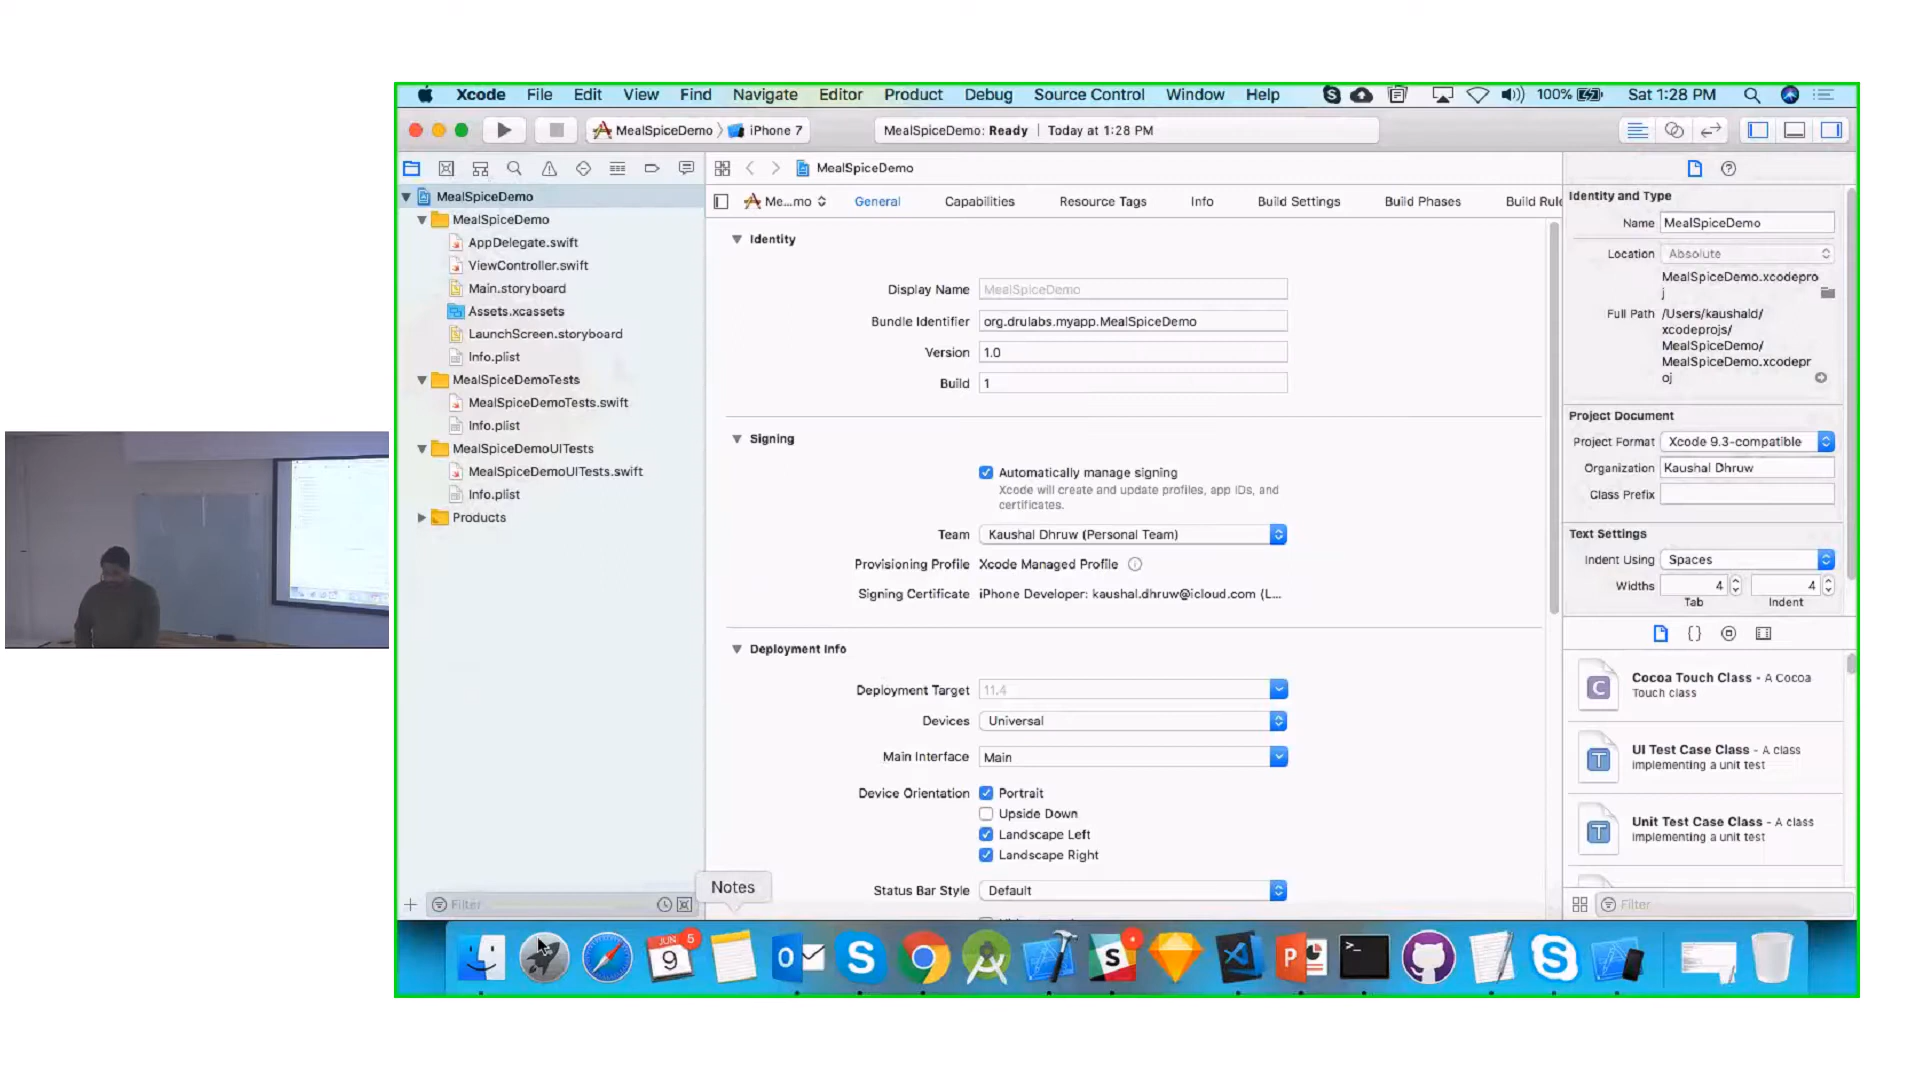 Xcode File Edit View Find Navigate Editor Product Debug Source Control Window Help 100% Sat 1:28 PM
MealSpiceDemo iPhone 7
MealSpiceDemo: Ready | Today at 1:28 PM
MealSpiceDemo
MealSpiceDemo
AppDelegate.swift
ViewController.swift
Main.storyboard
Assets.xcassets
LaunchScreen.storyboard
Info.plist
MealSpiceDemoTests
MealSpiceDemoTests.swift
Info.plist
MealSpiceDemoUITests
MealSpiceDemoUITests.swift
Info.plist
Products
Filter
MealSpiceDemo
Me...mo General Capabilities Resource Tags Info Build Settings Build Phases Build Rul
Identity
Display Name MealSpiceDemo
Bundle Identifier org.drulabs.myapp.MealSpiceDemo
Version 1.0
Build 1
Signing
Automatically manage signing
Xcode will create and update profiles, app IDs, and
certificates.
Team Kaushal Dhruw (Personal Team)
Provisioning Profile Xcode Managed Profile
Signing Certificate iPhone Developer: kaushal.dhruw@icloud.com (L...
Deployment Info
Deployment Target 11.4
Devices Universal
Main Interface Main
Device Orientation Portrait
Upside Down
Landscape Left
Landscape Right
Status Bar Style Default
Identity and Type
Name MealSpiceDemo
Location Absolute
MealSpiceDemo.xcodepro
j
Full Path /Users/kaushald/
xcodeprojs/
MealSpiceDemo/
MealSpiceDemo.xcodepr
oj
Project Document
Project Format Xcode 9.3-compatible
Organization Kaushal Dhruw
Class Prefix
Text Settings
Indent Using Spaces
Widths 4 4
Tab Indent
Cocoa Touch Class - A Cocoa
Touch class
UI Test Case Class - A class
implementing a unit test
Unit Test Case Class - A class
implementing a unit test
Filter
Notes
JUN 5
9